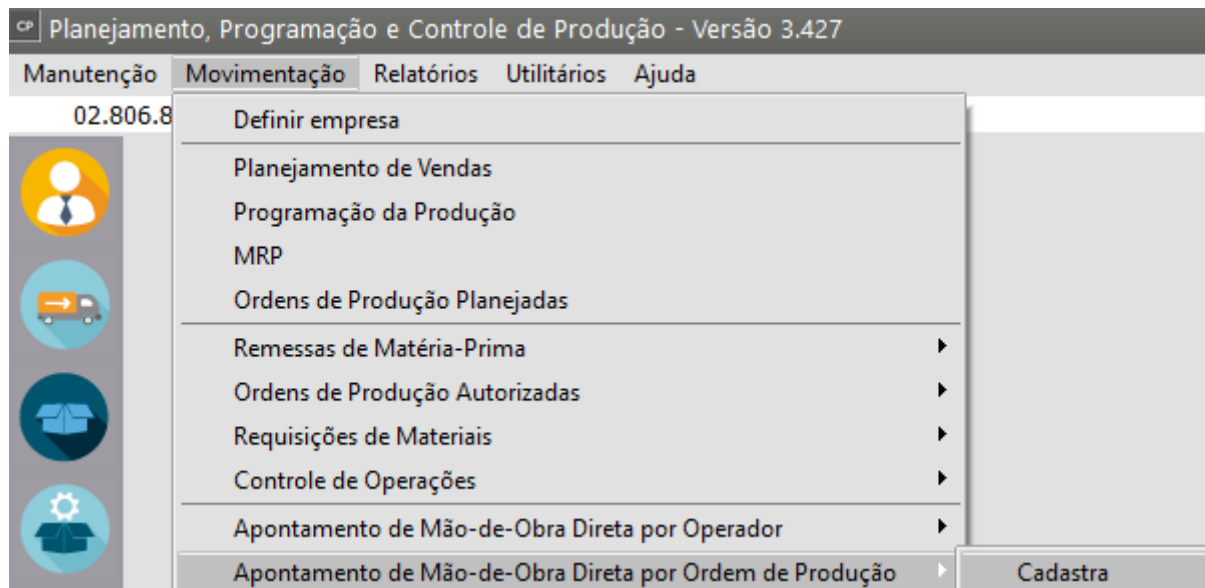 CP Planejamento, Programação e Controle de Produção - Versão 3.427
Manutenção Movimentação Relatórios Utilitários Ajuda
02.806.8
Definir empresa
Planejamento de Vendas
Programação da Produção
MRP
Ordens de Produção Planejadas
Remessas de Matéria-Prima
Ordens de Produção Autorizadas
Requisições de Materiais
Controle de Operações
Apontamento de Mão-de-Obra Direta por Operador
Apontamento de Mão-de-Obra Direta por Ordem de Produção Cadastra